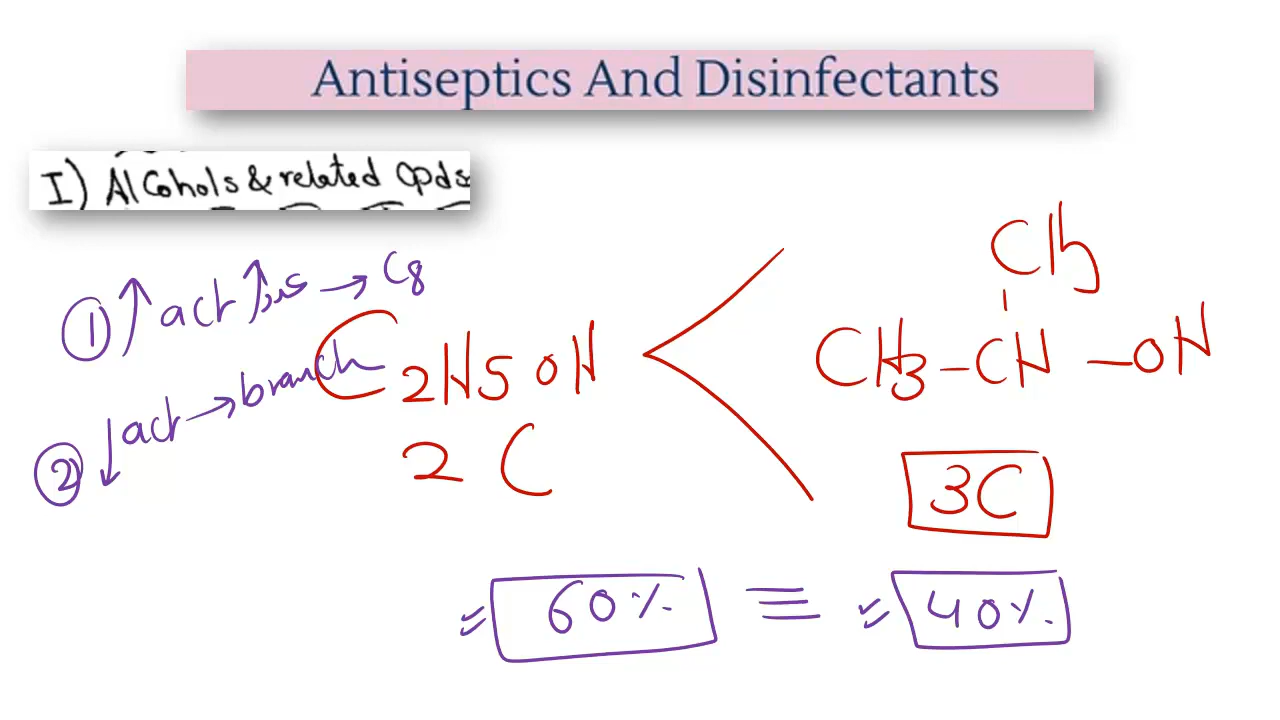 Antiseptics And Disinfectants
I) Alcohols & related cpds
① ↑ act ↑ → C8
② ↓ act → branch
C2H5OH < CH3-CH-OH
CH3
2C
3C
60% ≡ 40%